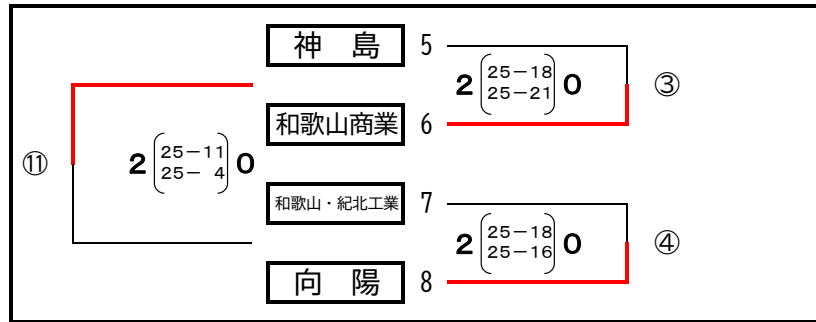 神　島 5
2 25－18 0 ③
25－21
和歌山商業 6
⑪ 2 25－11 0
25－ 4
和歌山・紀北工業 7
2 25－18 0 ④
25－16
向　陽 8